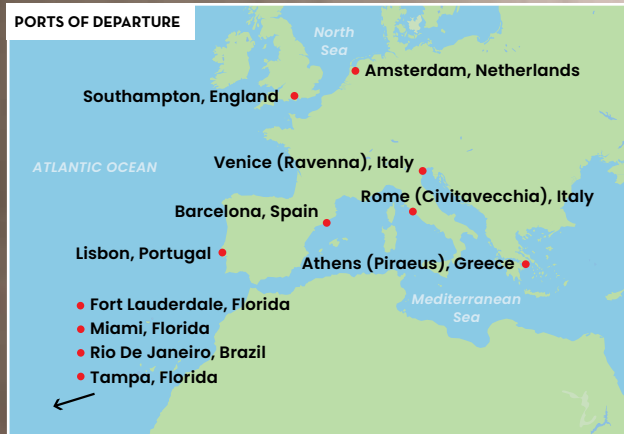 PORTS OF DEPARTURE
North
Sea
Amsterdam, Netherlands
Southampton, England
ATLANTIC OCEAN
Venice (Ravenna), Italy
Rome (Civitavecchia), Italy
Barcelona, Spain
Lisbon, Portugal
Athens (Piraeus), Greece
Mediterranean
Sea
Fort Lauderdale, Florida
Miami, Florida
Rio De Janeiro, Brazil
Tampa, Florida